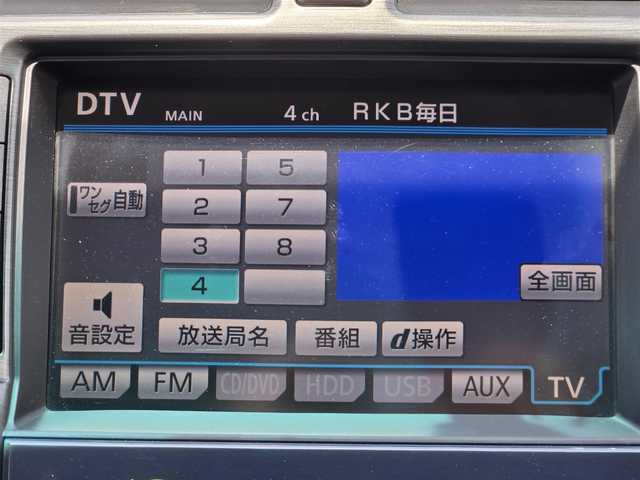 DTV MAIN 4 ch RKB毎日
1 5
ワンセグ 自動
2 7
3 8
4
全画面
音設定 放送局名 番組 d操作
AM FM CD/DVD HDD USB AUX TV